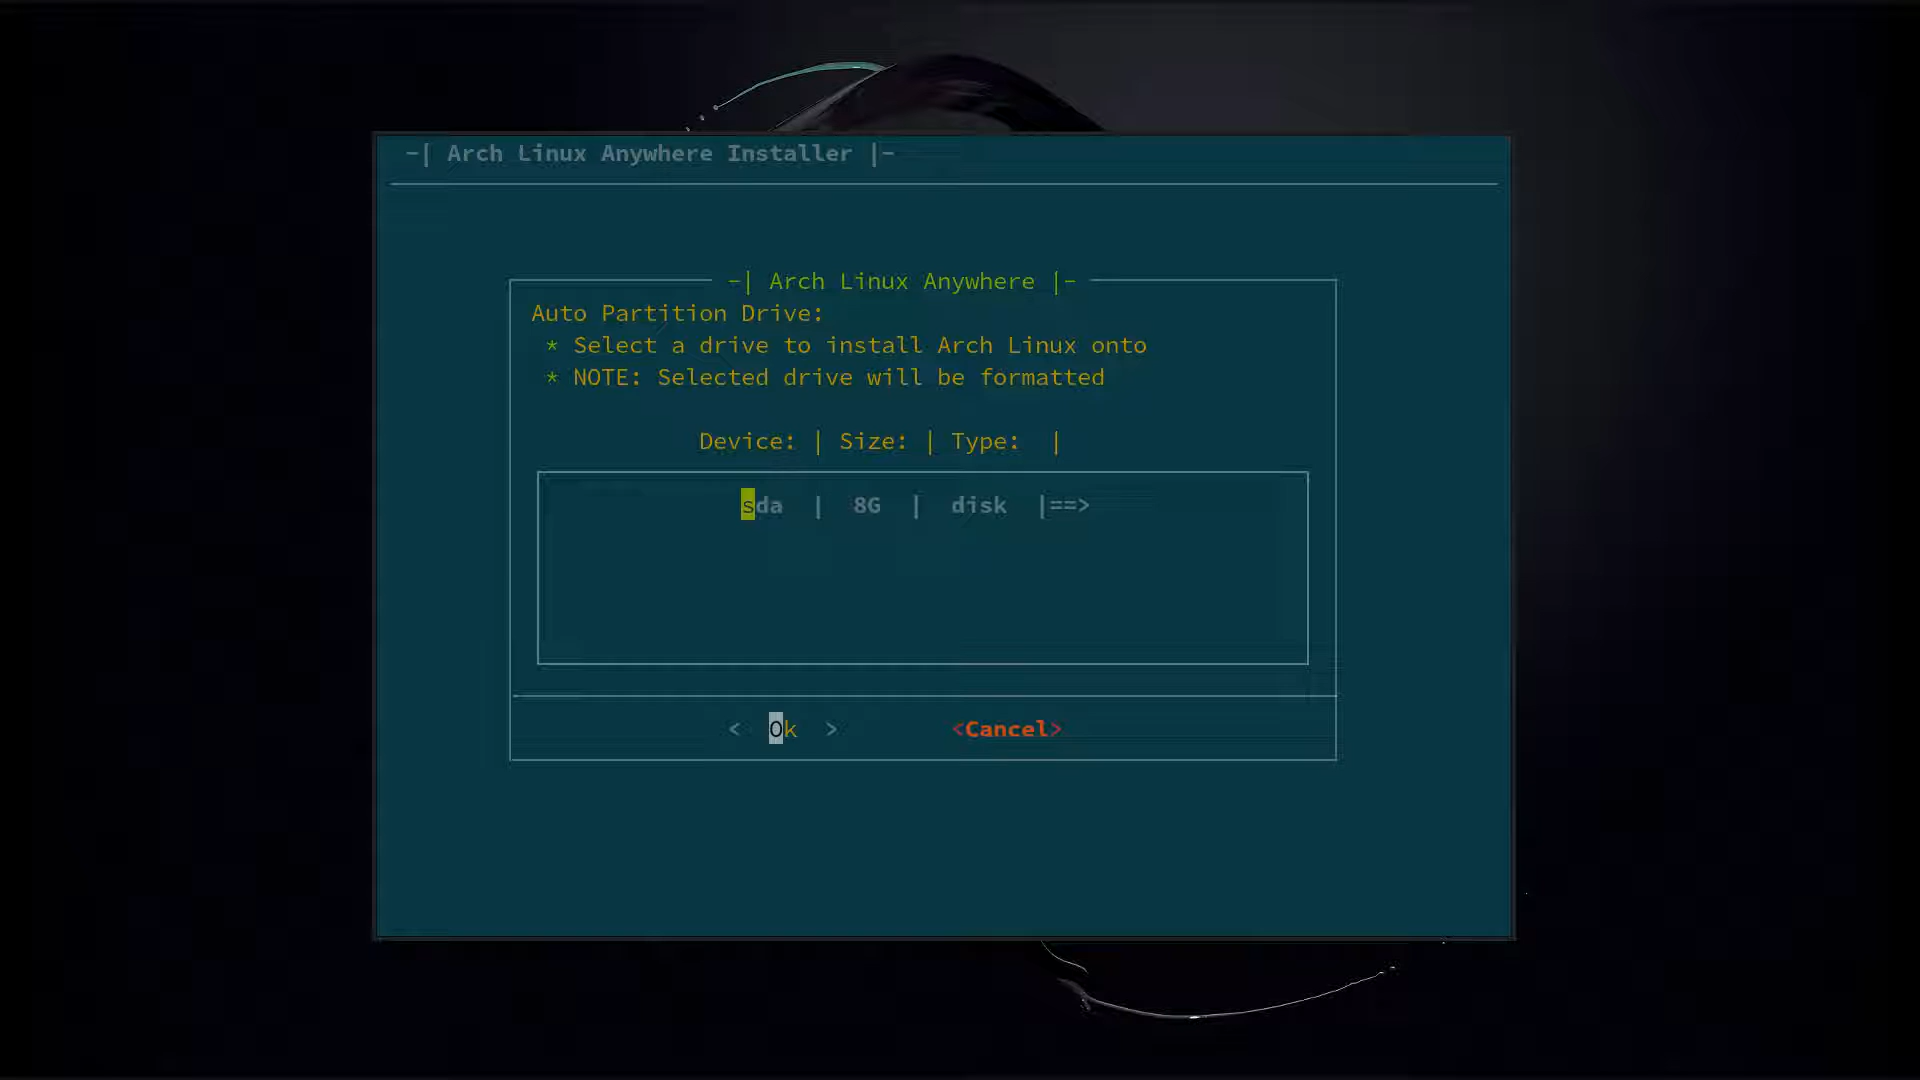 -| Arch Linux Anywhere Installer |-
-| Arch Linux Anywhere |-
Auto Partition Drive:
* Select a drive to install Arch Linux onto
* NOTE: Selected drive will be formatted
Device: | Size: | Type: |
sda | 8G | disk |==>
< Ok > <Cancel>